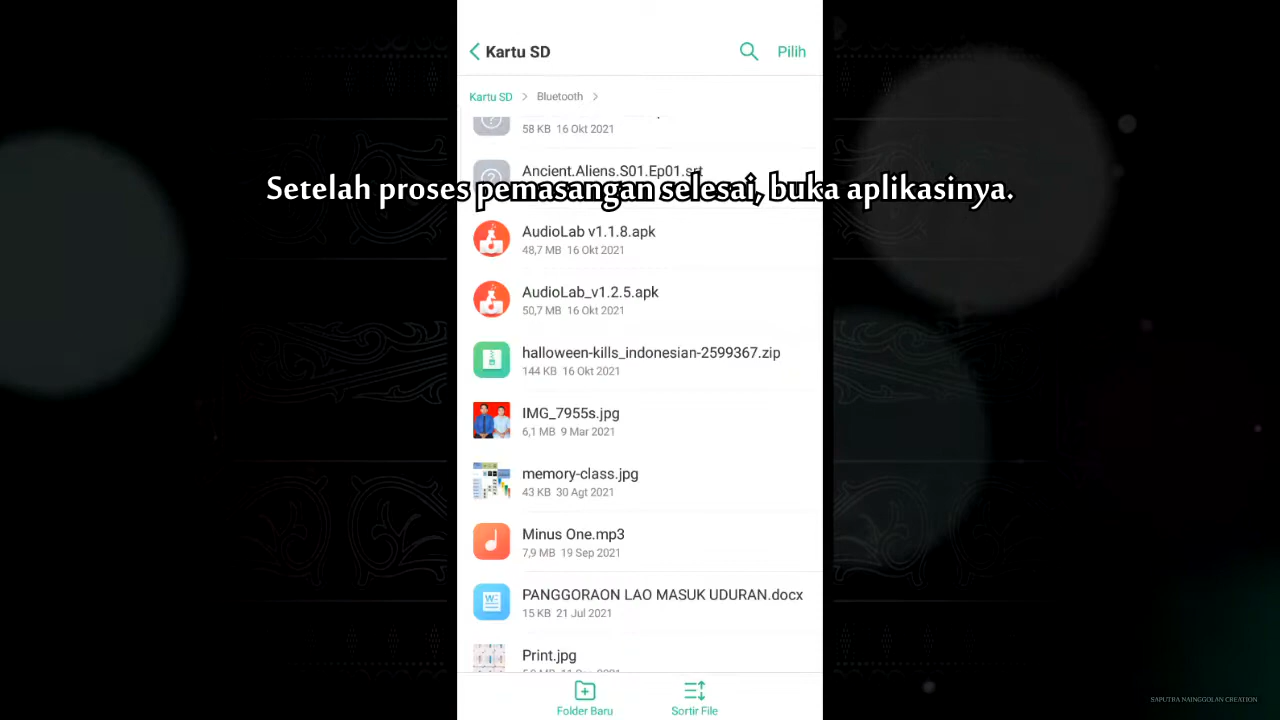 Kartu SD
Pilih
Kartu SD
Bluetooth
58 KB 16 Okt 2021
Ancient.Aliens.S01.Ep01.srt
Setelah proses pemasangan selesai, buka aplikasinya.
AudioLab v1.1.8.apk
48,7 MB 16 Okt 2021
AudioLab_v1.2.5.apk
50,7 MB 16 Okt 2021
halloween-kills_indonesian-2599367.zip
144 KB 16 Okt 2021
IMG_7955s.jpg
6,1 MB 9 Mar 2021
memory-class.jpg
43 KB 30 Agt 2021
Minus One.mp3
7,9 MB 19 Sep 2021
PANGGORAON LAO MASUK UDURAN.docx
15 KB 21 Jul 2021
Print.jpg
Folder Baru
Sortir File
SAPUTRA NAINGGOLAN CREATION